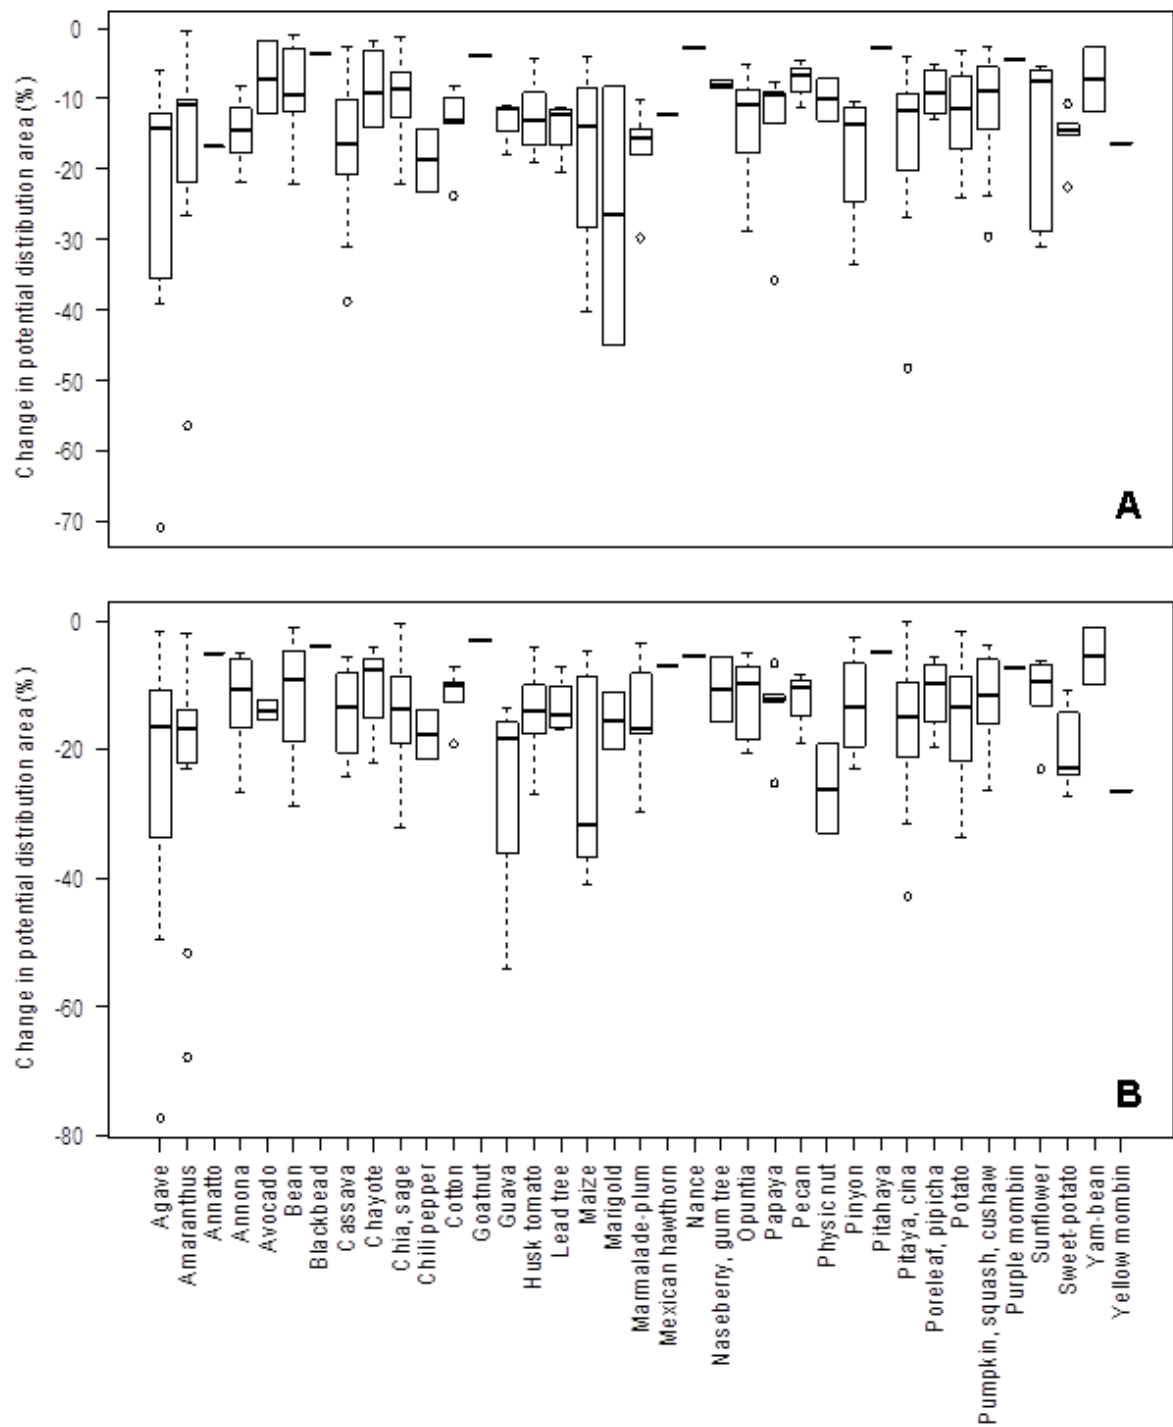 Change in potential distribution area (%)
0
-10
-20
-30
-40
-50
-60
-70
A
Change in potential distribution area (%)
0
-20
-40
-60
-80
B
Agave
Amaranthus
Annatto
Annona
Avocado
Bean
Blackbead
Cassava
Chayote
Chia, sage
Chili pepper
Cotton
Goatnut
Guava
Husk tomato
Lead tree
Maize
Marigold
Marmalade-plum
Mexican hawthorn
Nance
Naseberry, gum tree
Opuntia
Papaya
Pecan
Physic nut
Pinyon
Pitahaya
Pitaya, cina
Poreleaf, pipicha
Potato
Pumpkin, squash, cushaw
Purple mombin
Sunflower
Sweet-potato
Yam-bean
Yellow mombin